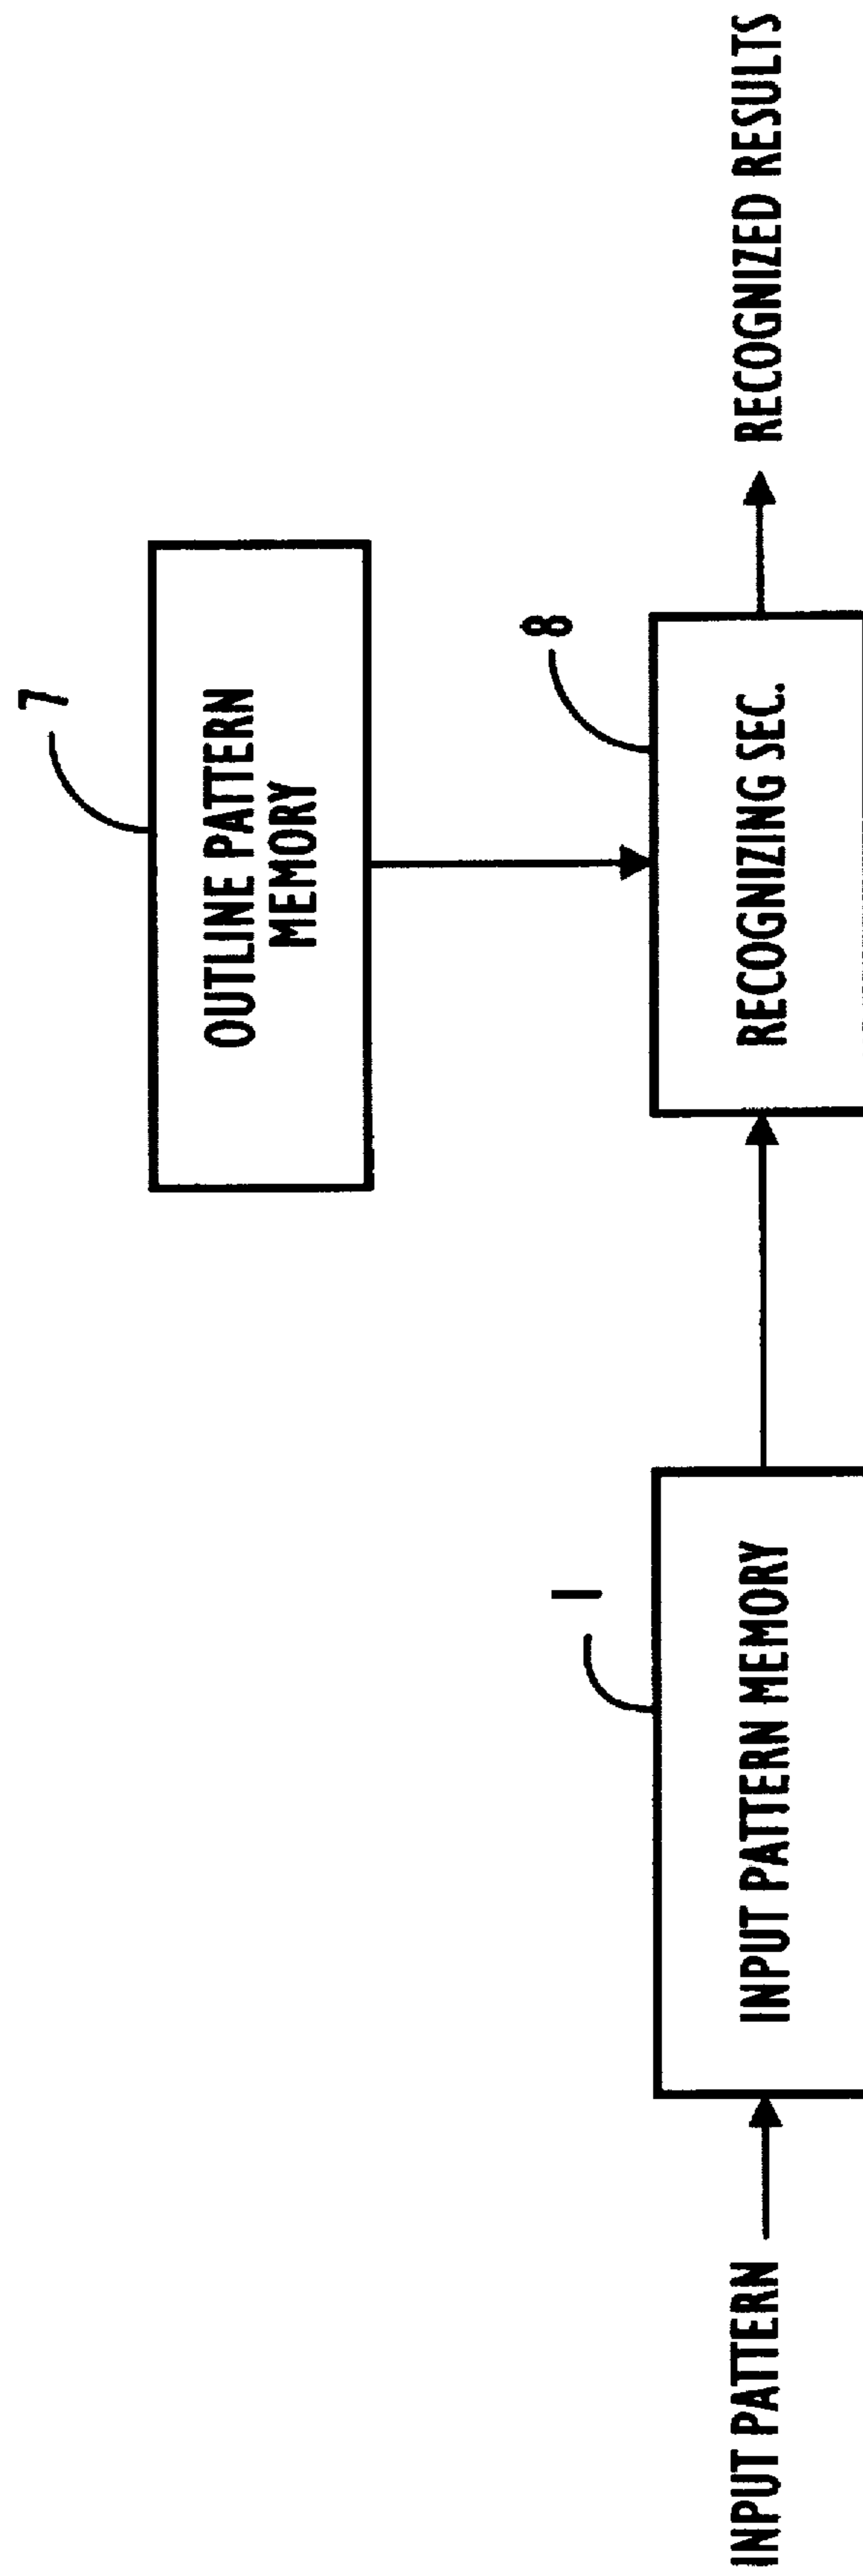 7
OUTLINE PATTERN
MEMORY
1
8
INPUT PATTERN
INPUT PATTERN MEMORY
RECOGNIZING SEC.
RECOGNIZED RESULTS